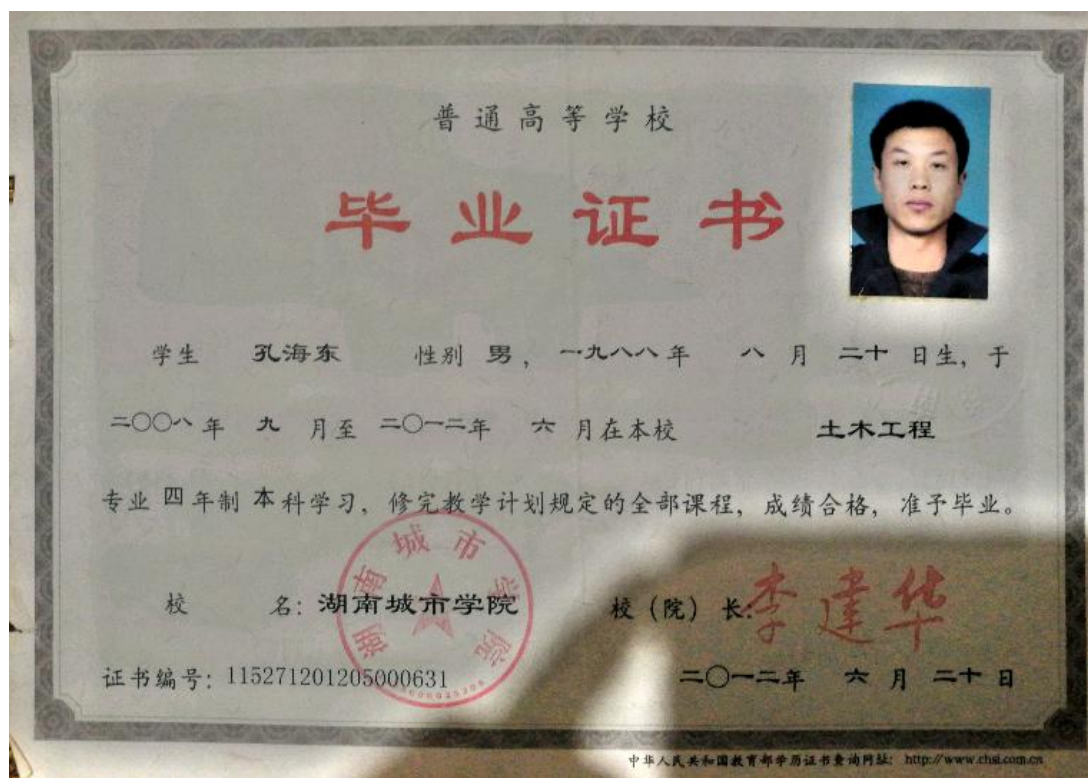 普通高等学校
毕业证书
学生 孔海东 性别 男，一九八八年 八 月 二十 日生，于
二〇〇八年 九 月至 二〇一二年 六 月在本校 土木工程
专业 四 年制 本 科学习，修完教学计划规定的全部课程，成绩合格，准予毕业。
湖南城市学院
校 名：湖南城市学院 校（院）长：李建华
证书编号：115271201205000631 二〇一二年 六 月 二十 日
中华人民共和国教育部学历证书查询网址：http://www.chsi.com.cn